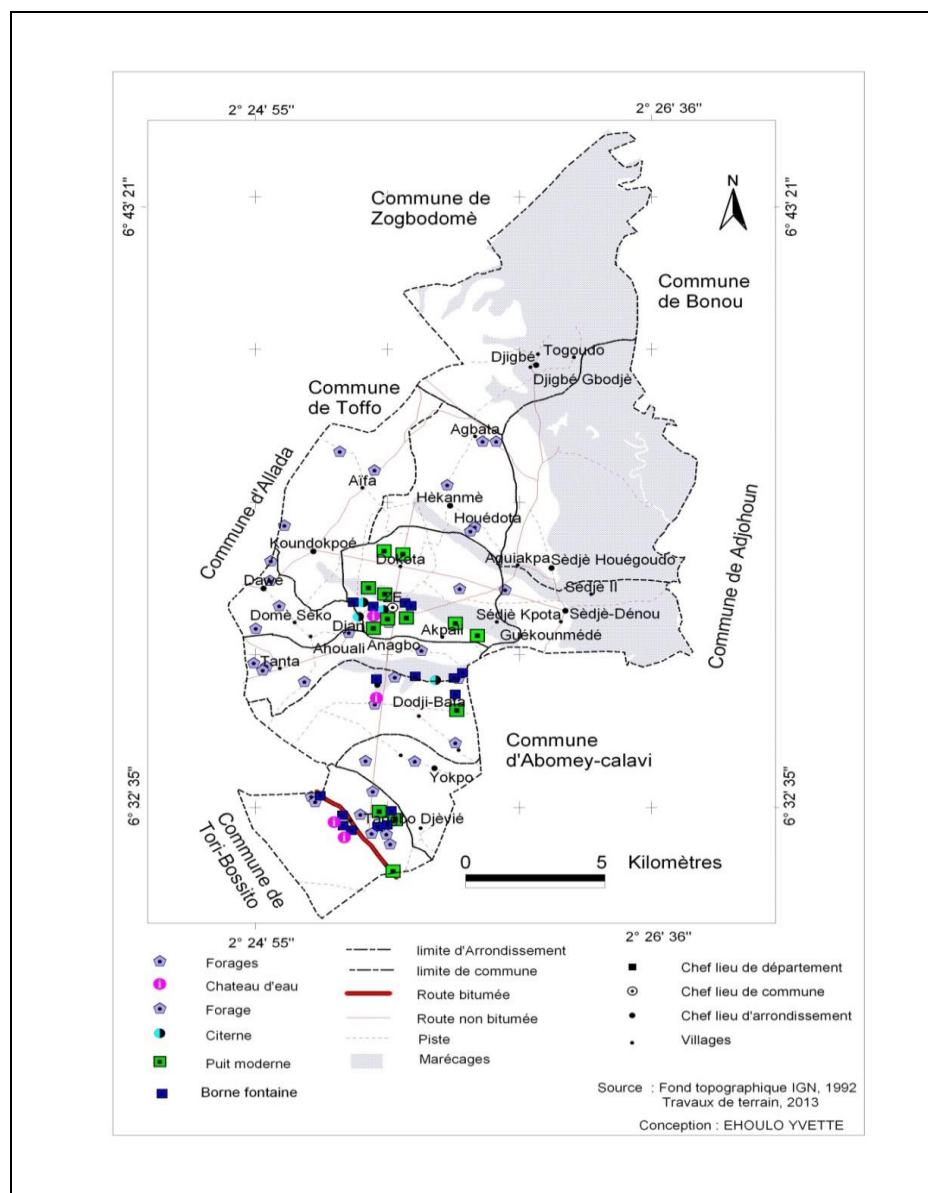 2° 24' 55"
2° 26' 36"
6° 43' 21"
6° 43' 21"
N
Commune de
Zogbodomè
Commune
de Bonou
Djigbé
Togoudo
Djigbé Gbodjè
Commune
de Toffo
Agbata
Commune d'Allada
Aïfa
Hèkanmè
Houédota
Koundokpoé
Dokota
Aguiakpa
Sèdjè Houégoudo
Commune de Adjohoun
Dawé
Sèdjè II
ZE
Domè Sèko
Sédjè Kpota
Sèdjè-Dénou
Djan
Akpali
Guékounmédé
Ahouali
Anagbo
Tanta
Dodji-Bata
Commune
d'Abomey-calavi
Yokpo
6° 32' 35"
6° 32' 35"
Djèvié
Commune de
Tori-Bossito
0 5 Kilomètres
2° 24' 55"
2° 26' 36"
Forages
Chateau d'eau
Forage
Citerne
Puit moderne
Borne fontaine
limite d'Arrondissement
limite de commune
Route bitumée
Route non bitumée
Piste
Marécages
Chef lieu de département
Chef lieu de commune
Chef lieu d'arrondissement
Villages
Source : Fond topographique IGN, 1992
Travaux de terrain, 2013
Conception : EHOULO YVETTE